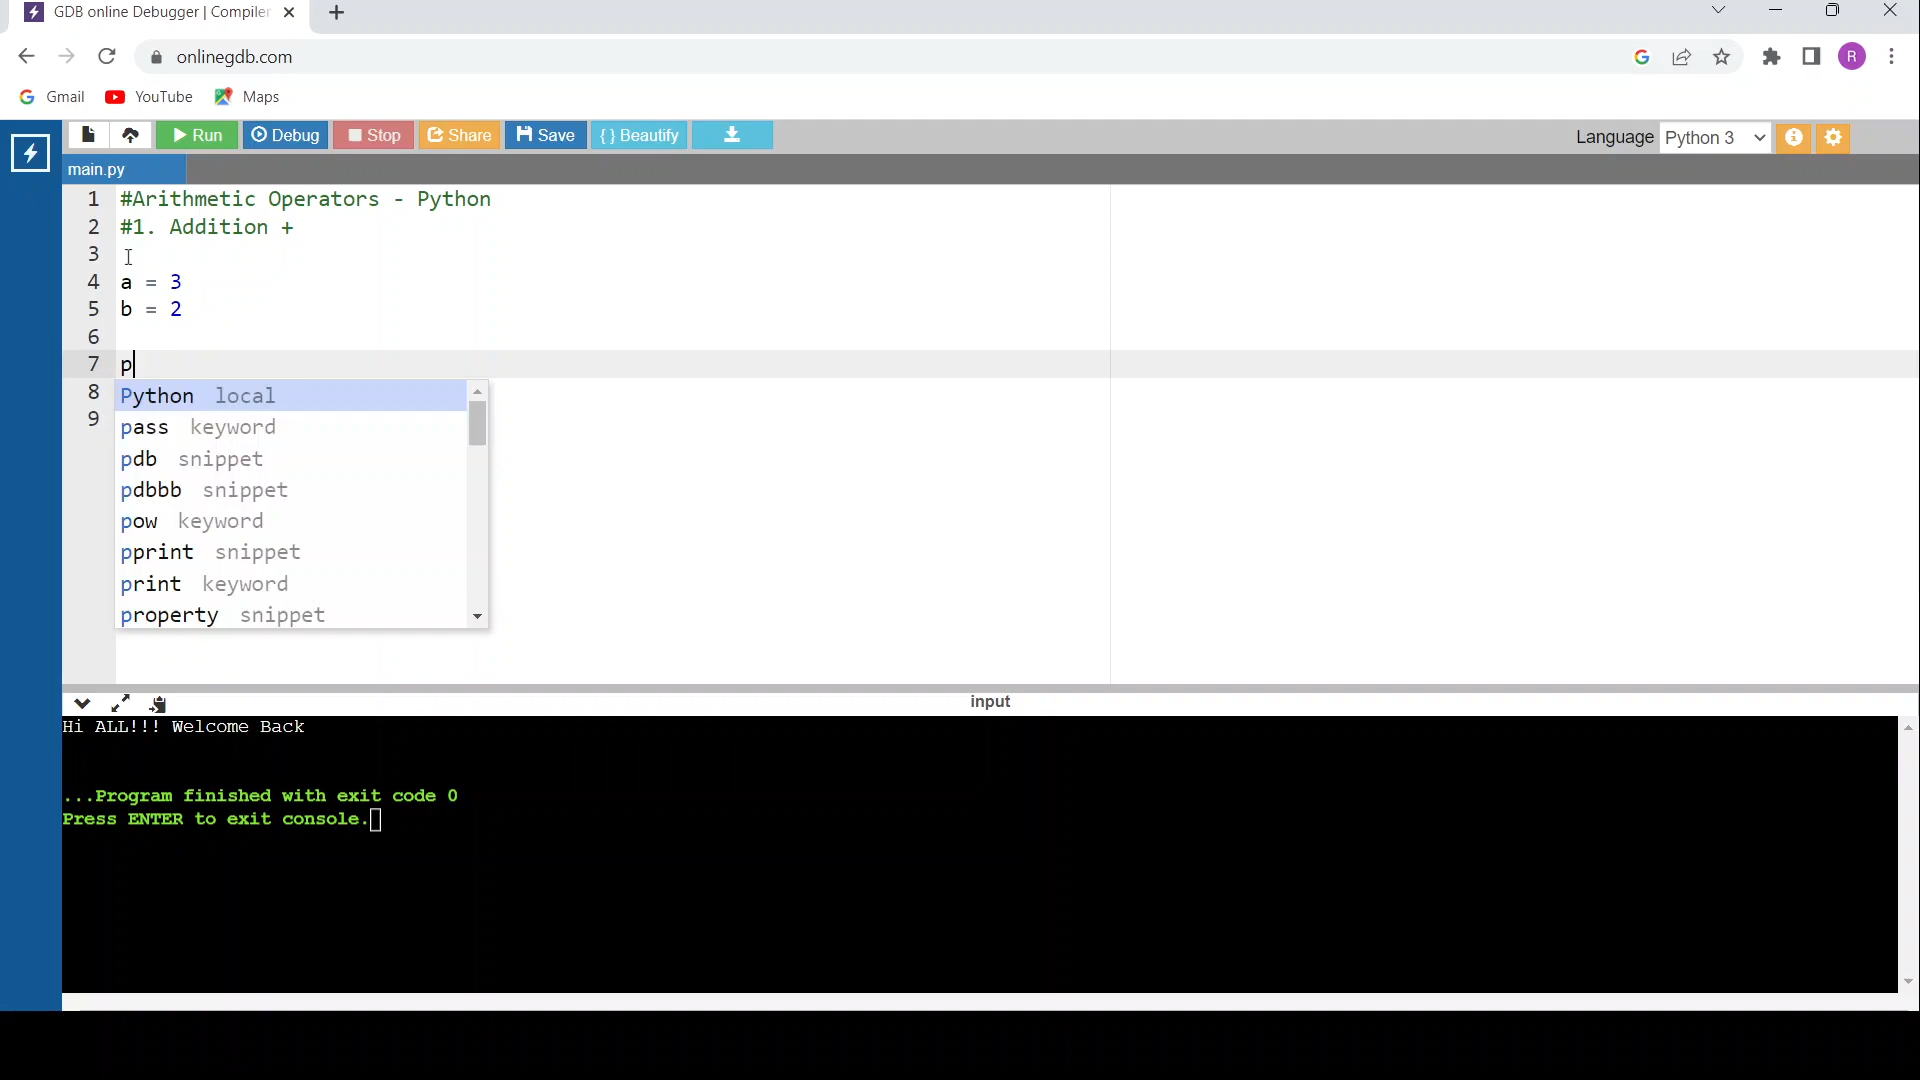 GDB online Debugger | Compiler
onlinegdb.com
R
Gmail YouTube Maps
Run Debug Stop Share Save { } Beautify Language Python 3
main.py
1 #Arithmetic Operators - Python
2 #1. Addition +
3
4 a = 3
5 b = 2
6
7 p
8 Python local
9 pass keyword
pdb snippet
pdbbb snippet
pow keyword
pprint snippet
print keyword
property snippet
input
Hi ALL!!! Welcome Back
...Program finished with exit code 0
Press ENTER to exit console.